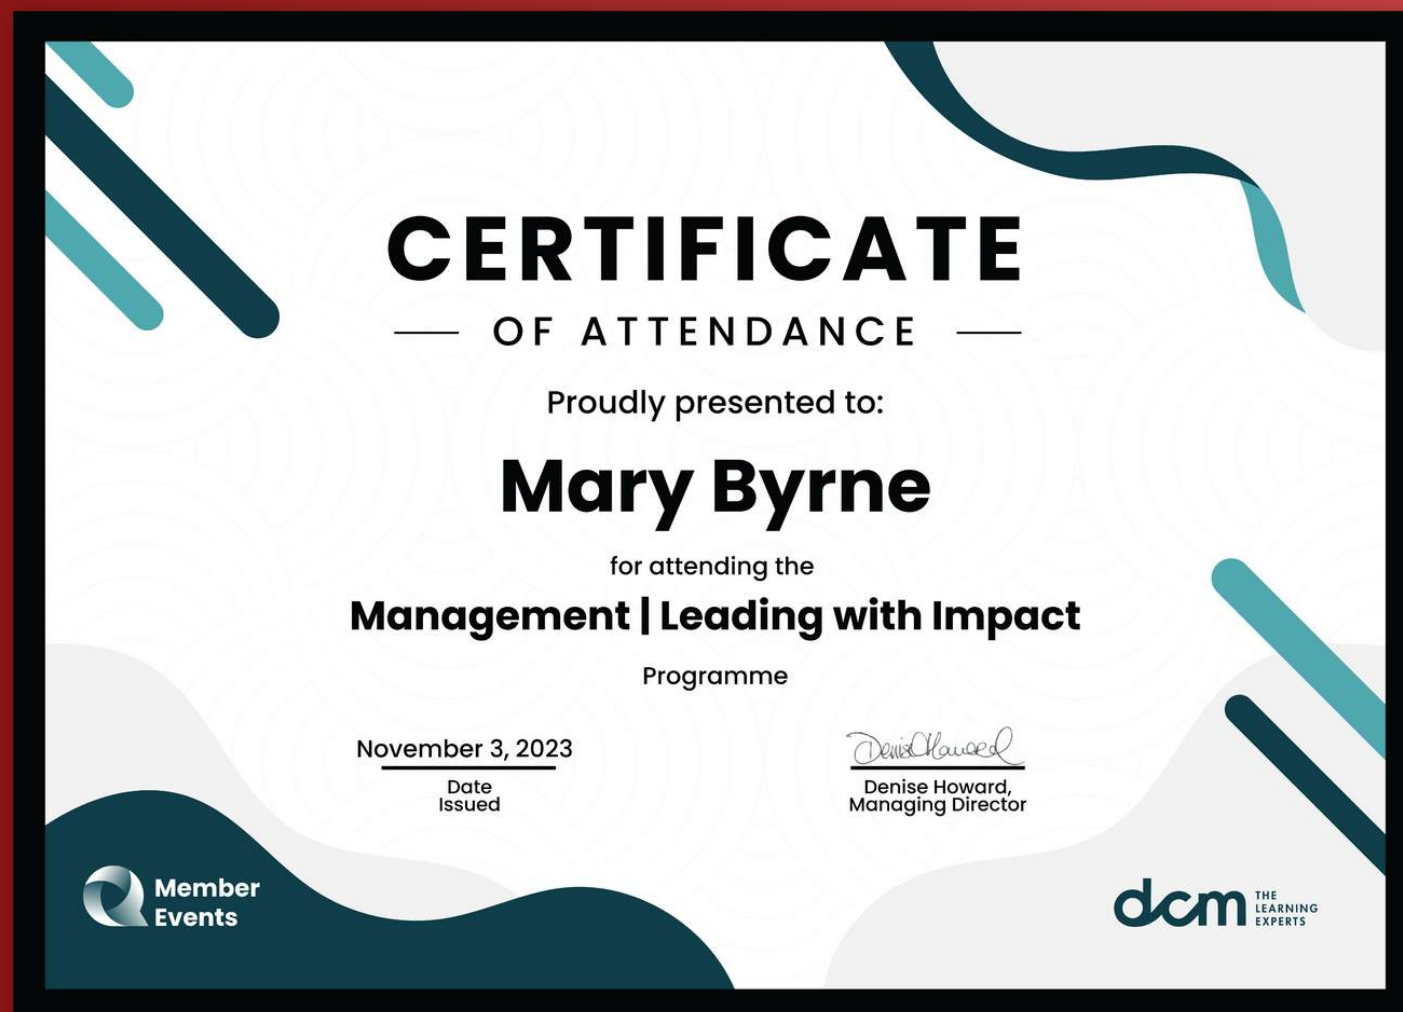 CERTIFICATE
OF ATTENDANCE
Proudly presented to:
Mary Byrne
for attending the
Management | Leading with Impact
Programme
November 3, 2023
Date
Issued
Denise Howard
Denise Howard,
Managing Director
Member
Events
dcm
THE
LEARNING
EXPERTS